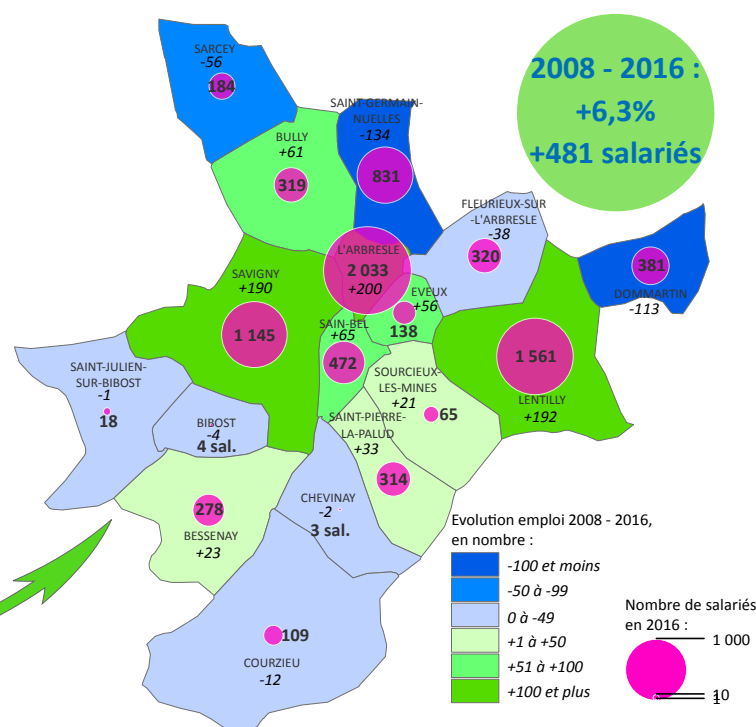 2008 - 2016 :
+6,3%
+481 salariés
SARCEY
-56
184
SAINT GERMAIN-
NUELLES
-134
831
BULLY
+61
319
FLEURIEUX-SUR
-L'ARBRESLE
-38
320
381
DOMMARTIN
-113
L'ARBRESLE
2 033
+200
SAVIGNY
+190
1 145
EVEUX
+56
138
SAIN-BEL
+65
472
1 561
LENTILLY
+192
SAINT-JULIEN-
SUR-BIBOST
-1
18
SOURCIEUX-
LES-MINES
+21
65
BIBOST
-4
4 sal.
SAINT-PIERRE-
LA-PALUD
+33
314
278
BESSENAY
+23
CHEVINAY
-2
3 sal.
109
COURZIEU
-12
Evolution emploi 2008 - 2016,
en nombre :
-100 et moins
-50 à -99
0 à -49
+1 à +50
+51 à +100
+100 et plus
Nombre de salariés
en 2016 :
1 000
10
1